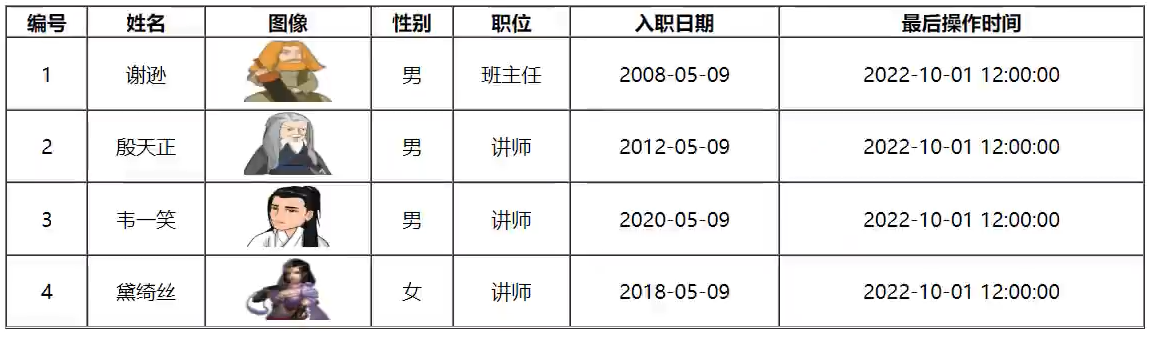 编号 姓名 图像 性别 职位 入职日期 最后操作时间
1 谢逊 男 班主任 2008-05-09 2022-10-01 12:00:00
2 殷天正 男 讲师 2012-05-09 2022-10-01 12:00:00
3 韦一笑 男 讲师 2020-05-09 2022-10-01 12:00:00
4 黛绮丝 女 讲师 2018-05-09 2022-10-01 12:00:00